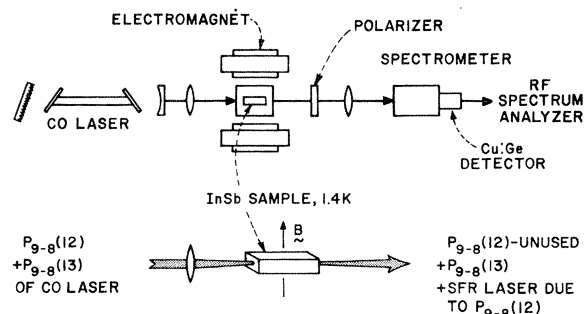 ELECTROMAGNET
POLARIZER
SPECTROMETER
CO LASER
RF
SPECTRUM
ANALYZER
Cu:Ge
DETECTOR
InSb SAMPLE, 1.4K
B
P9-8(12)
+P9-8(13)
OF CO LASER
P9-8(12)-UNUSED
+P9-8(13)
+SFR LASER DUE
TO P9-8(12)